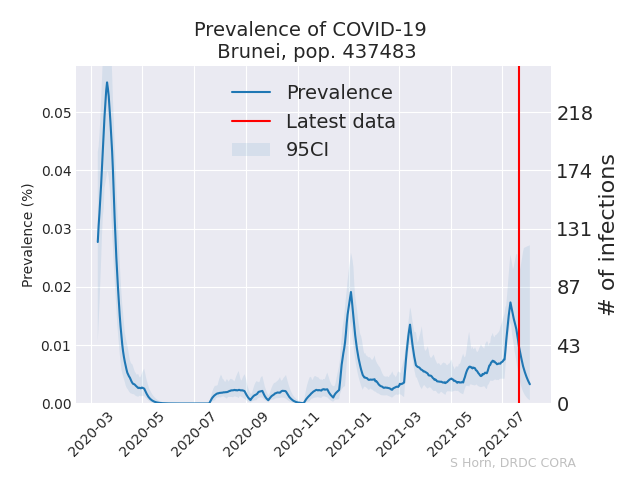 Prevalence of COVID-19
Brunei, pop. 437483
Prevalence
Latest data
95CI
Prevalence (%)
0.05
0.04
0.03
0.02
0.01
0.00
218
174
131
87
43
0
# of infections
2020-03
2020-05
2020-07
2020-09
2020-11
2021-01
2021-03
2021-05
2021-07
S Horn, DRDC CORA